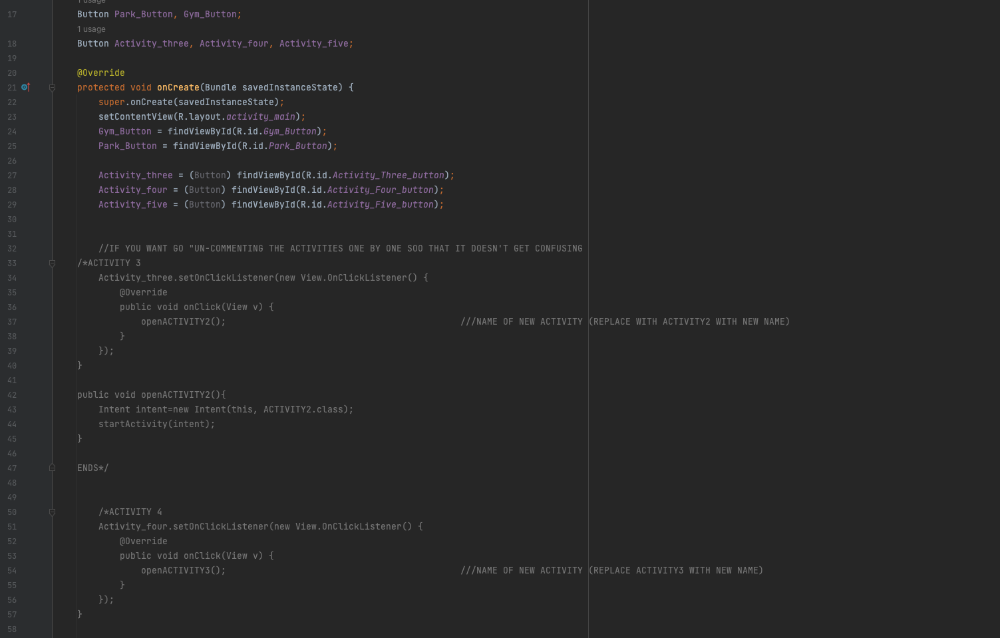 1 usage
17 Button Park_Button, Gym_Button;
1 usage
18 Button Activity_three, Activity_four, Activity_five;
19
20 @Override
21 protected void onCreate(Bundle savedInstanceState) {
22 super.onCreate(savedInstanceState);
23 setContentView(R.layout.activity_main);
24 Gym_Button = findViewById(R.id.Gym_Button);
25 Park_Button = findViewById(R.id.Park_Button);
26
27 Activity_three = (Button) findViewById(R.id.Activity_Three_button);
28 Activity_four = (Button) findViewById(R.id.Activity_Four_button);
29 Activity_five = (Button) findViewById(R.id.Activity_Five_button);
30
31
32 //IF YOU WANT GO "UN-COMMENTING THE ACTIVITIES ONE BY ONE SOO THAT IT DOESN'T GET CONFUSING
33 /*ACTIVITY 3
34 Activity_three.setOnClickListener(new View.OnClickListener() {
35 @Override
36 public void onClick(View v) {
37 openACTIVITY2(); ///NAME OF NEW ACTIVITY (REPLACE WITH ACTIVITY2 WITH NEW NAME)
38 }
39 });
40 }
41
42 public void openACTIVITY2(){
43 Intent intent=new Intent(this, ACTIVITY2.class);
44 startActivity(intent);
45 }
46
47 ENDS*/
48
49
50 /*ACTIVITY 4
51 Activity_four.setOnClickListener(new View.OnClickListener() {
52 @Override
53 public void onClick(View v) {
54 openACTIVITY3(); ///NAME OF NEW ACTIVITY (REPLACE ACTIVITY3 WITH NEW NAME)
55 }
56 });
57 }
58